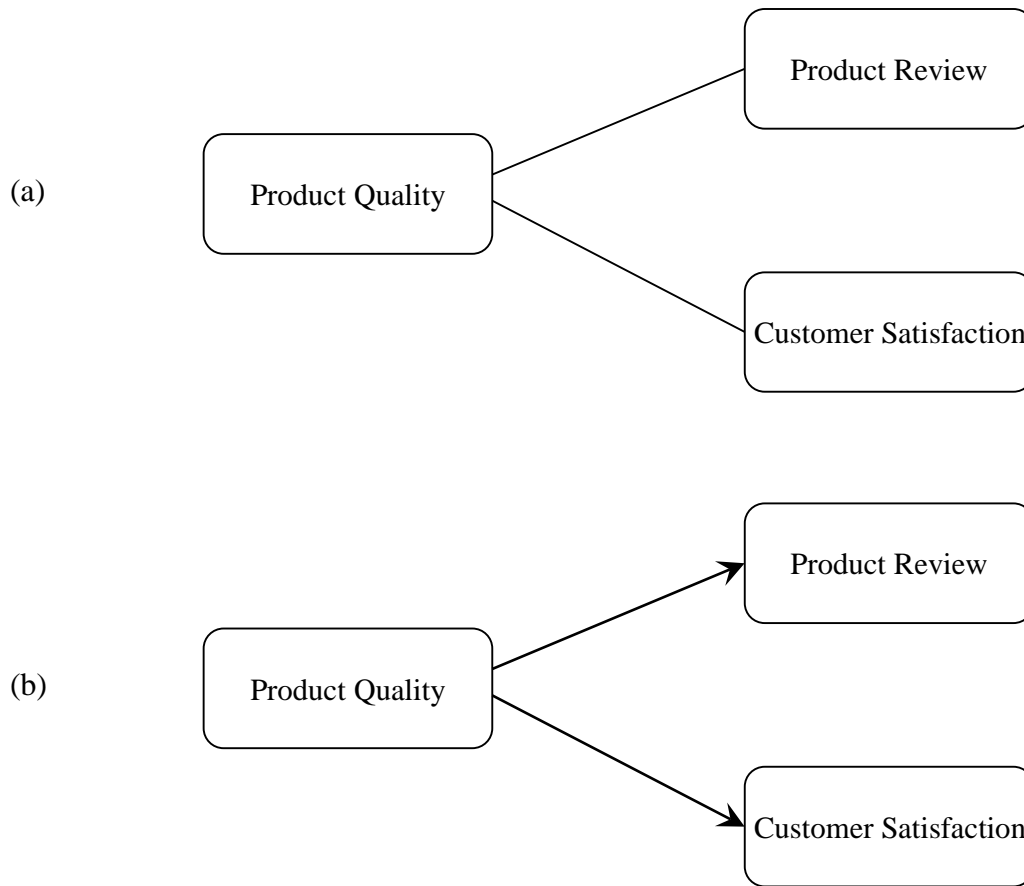 Product Review
(a)
Product Quality
Customer Satisfaction
Product Review
(b)
Product Quality
Customer Satisfaction